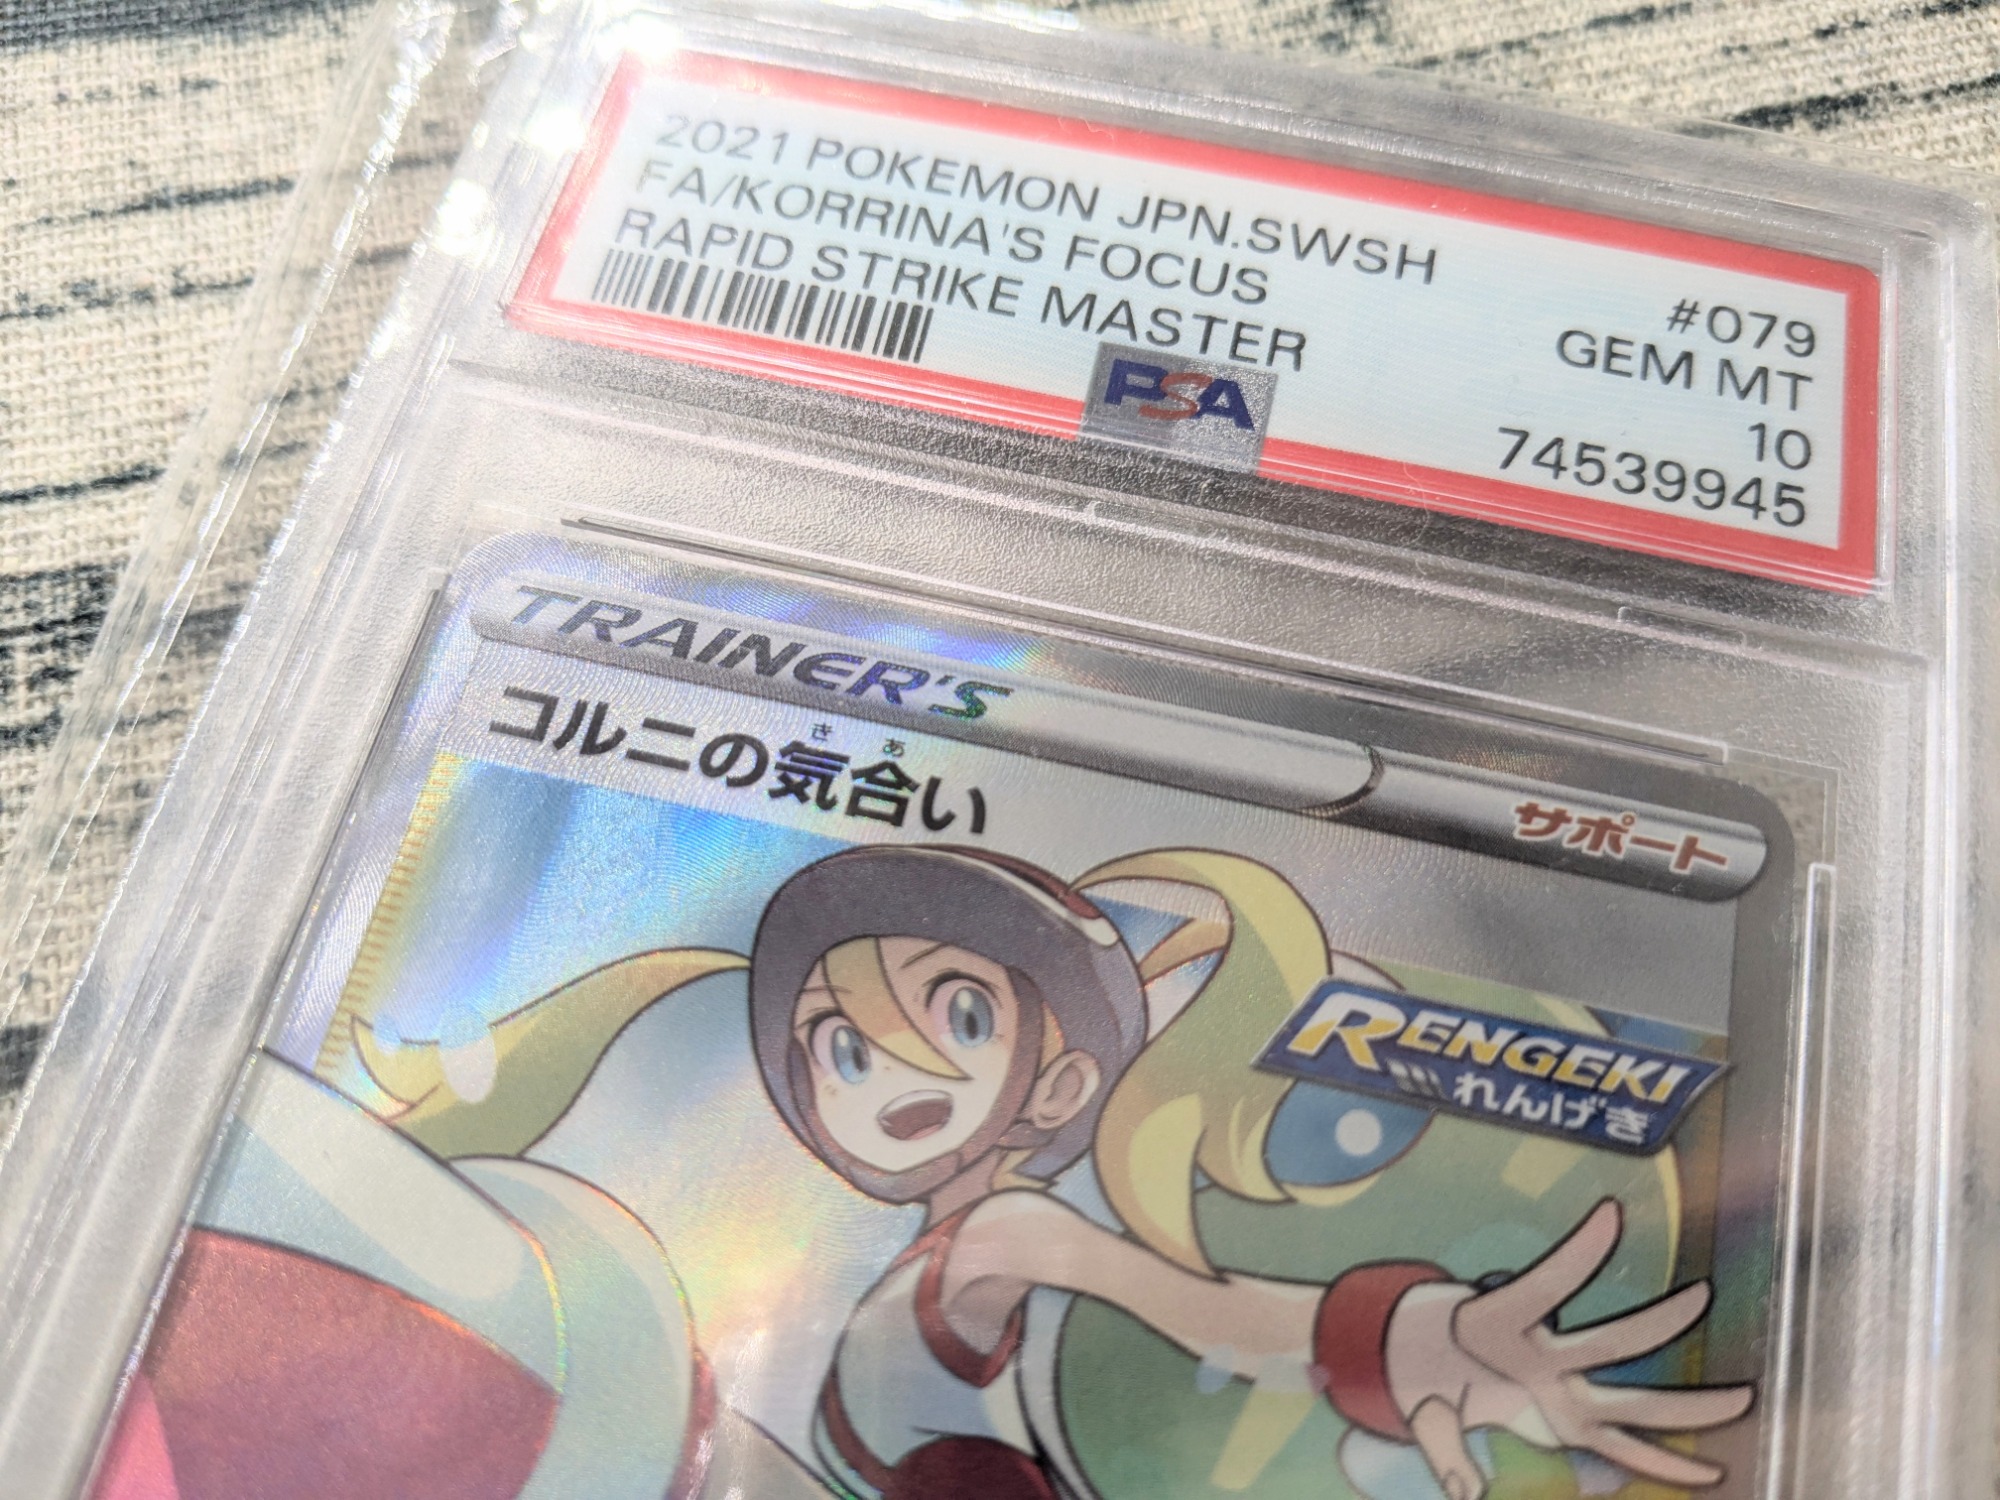 2021 POKEMON JPN.SWSH
#079
FA/KORRINA'S FOCUS
GEM MT
RAPID STRIKE MASTER
10
PSA
74539945
TRAINER'S
サポート
コルニの気合い
き あ
RENGEKI
れんげき